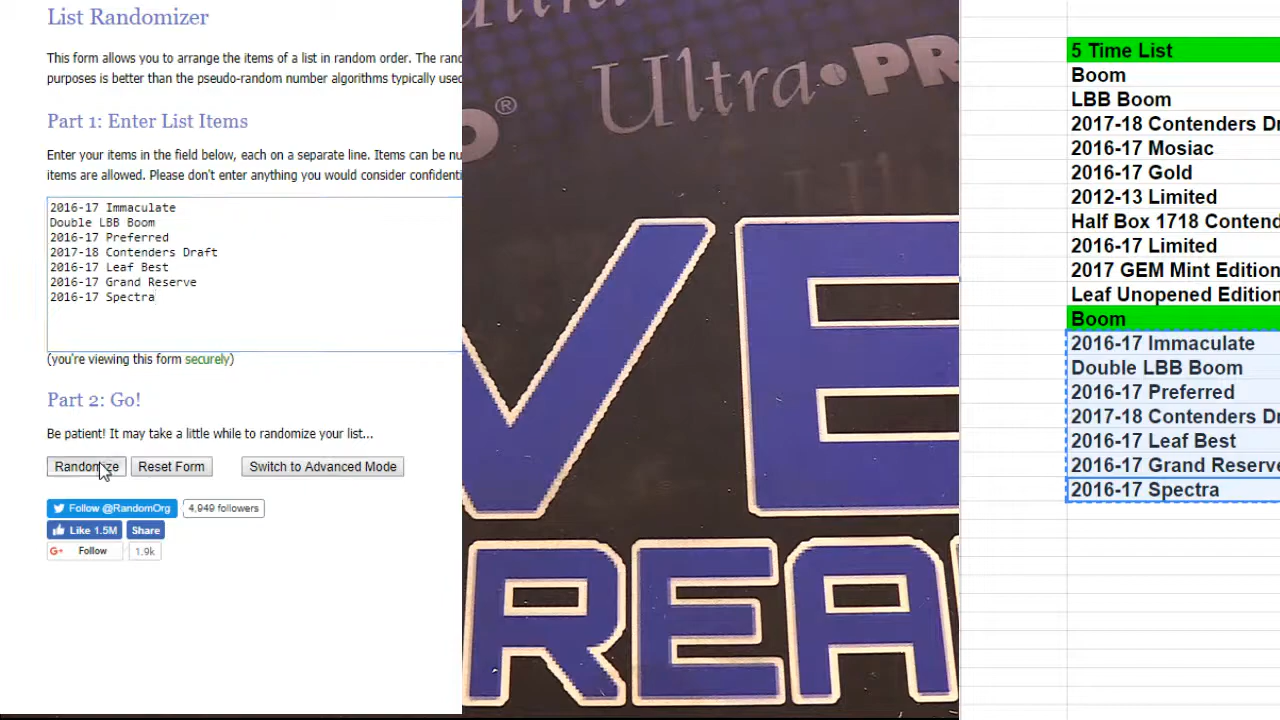 List Randomizer
This form allows you to arrange the items of a list in random order. The
purposes is better than the pseudo-random number algorithms typically used
Part 1: Enter List Items
Enter your items in the field below, each on a separate line. Items can be
items are allowed. Please don't enter anything you would consider
2016-17 Immaculate
Double LBB Boom
2016-17 Preferred
2017-18 Contenders Draft
2016-17 Leaf Best
2016-17 Grand Reserve
2016-17 Spectra
(you're viewing this form securely)
Part 2: Go!
Be patient! It may take a little while to randomize your list...
Randomize Reset Form Switch to Advanced Mode
Follow @RandomOrg 4,949 followers
Like 1.5M Share
G+ Follow 1.9k
Ultra•PR
O®
VE
REA
5 Time List
Boom
LBB Boom
2017-18 Contenders
2016-17 Mosiac
2016-17 Gold
2012-13 Limited
Half Box 1718
2016-17 Limited
2017 GEM Mint Edition
Leaf Unopened Edition
Boom
2016-17 Immaculate
Double LBB Boom
2016-17 Preferred
2017-18 Contenders
2016-17 Leaf Best
2016-17 Grand Reserve
2016-17 Spectra